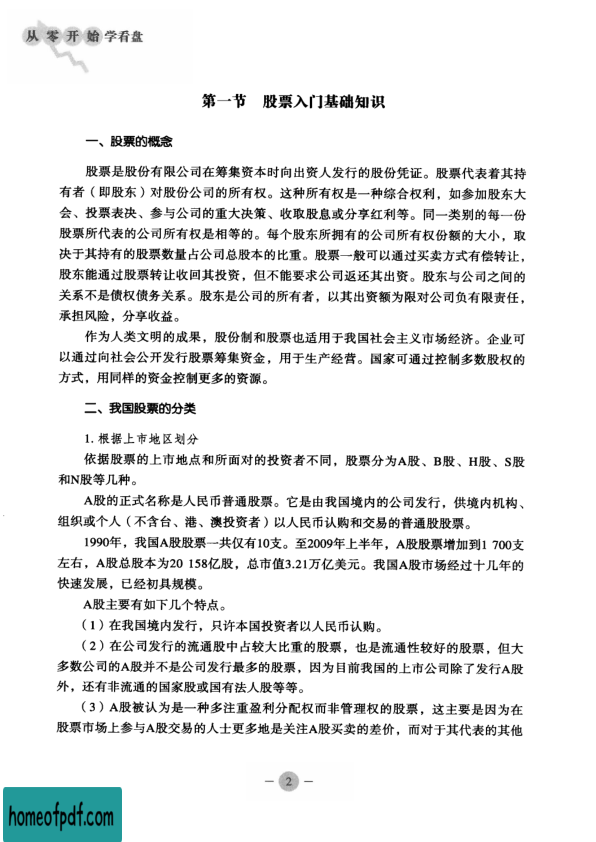 从零开始学看盘
第一节 股票入门基础知识
一、股票的概念
股票是股份有限公司在筹集资本时向出资人发行的股份凭证。股票代表着其持
有者（即股东）对股份公司的所有权。这种所有权是一种综合权利，如参加股东大
会、投票表决、参与公司的重大决策、收取股息或分享红利等。同一类别的每一份
股票所代表的公司所有权是相等的。每个股东所拥有的公司所有权份额的大小，取
决于其持有的股票数量占公司总股本的比重。股票一般可以通过买卖方式有偿转让，
股东能通过股票转让收回其投资，但不能要求公司返还其出资。股东与公司之间的
关系不是债权债务关系。股东是公司的所有者，以其出资额为限对公司负有限责任，
承担风险，分享收益。
作为人类文明的成果，股份制和股票也适用于我国社会主义市场经济。企业可
以通过向社会公开发行股票筹集资金，用于生产经营。国家可通过控制多数股权的
方式，用同样的资金控制更多的资源。
二、我国股票的分类
1. 根据上市地区划分
依据股票的上市地点和所面对的投资者不同，股票分为A股、B股、H股、S股
和N股等几种。
A股的正式名称是人民币普通股票。它是由我国境内的公司发行，供境内机构、
组织或个人（不含台、港、澳投资者）以人民币认购和交易的普通股股票。
1990年，我国A股股票一共仅有10支。至2009年上半年，A股股票增加到1 700支
左右，A股总股本为20 158亿股，总市值3.21万亿美元。我国A股市场经过十几年的
快速发展，已经初具规模。
A股主要有如下几个特点。
（1）在我国境内发行，只许本国投资者以人民币认购。
（2）在公司发行的流通股中占较大比重的股票，也是流通性较好的股票，但大
多数公司的A股并不是公司发行最多的股票，因为目前我国的上市公司除了发行A股
外，还有非流通的国家股或国有法人股等等。
（3）A股被认为是一种多注重盈利分配权而非管理权的股票，这主要是因为在
股票市场上参与A股交易的人士更多地是关注A股买卖的差价，而对于其代表的其他
— 2 —
homeofpdf.com